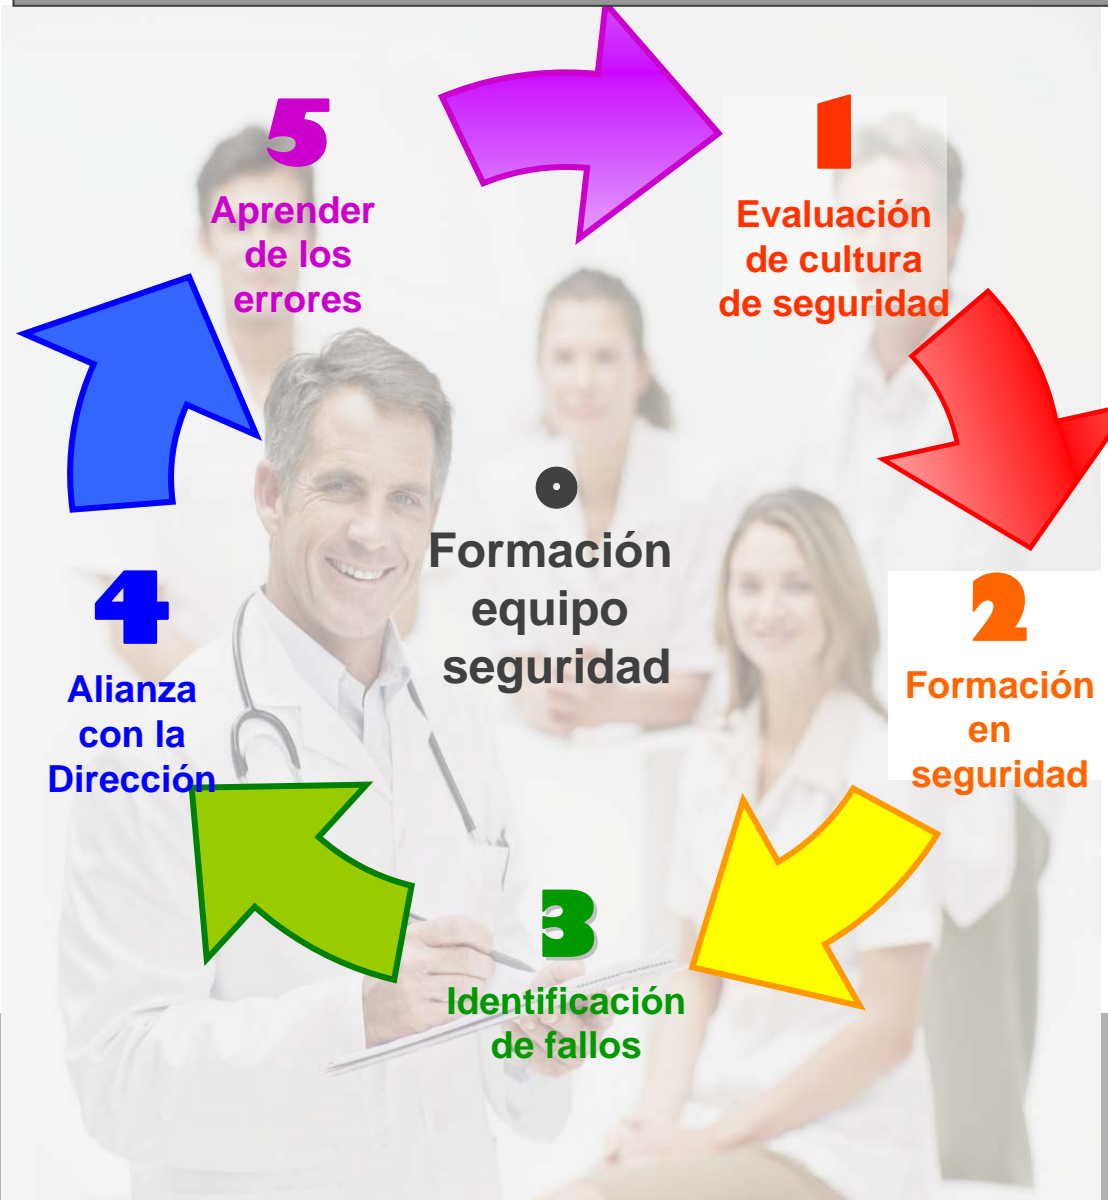 1
Evaluación
de cultura
de seguridad
2
Formación
en
seguridad
3
Identificación
de fallos
4
Alianza
con la
Dirección
5
Aprender
de los
errores
0
Formación
equipo
seguridad